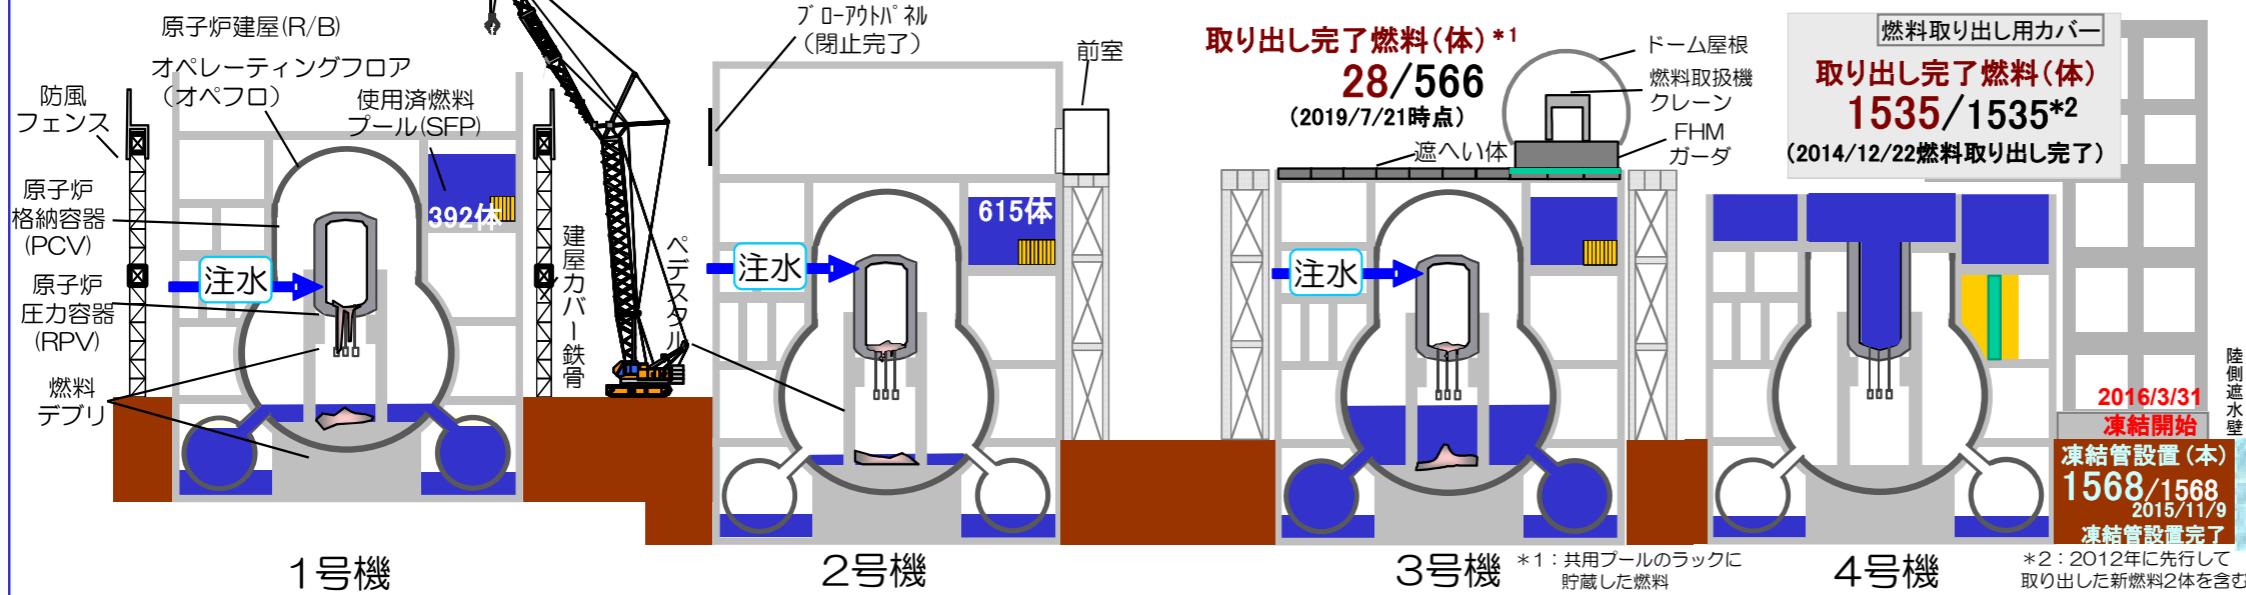 原子炉建屋(R/B)
オペレーティングフロア
(オペフロ)
防風
フェンス
使用済燃料
プール(SFP)
原子炉
格納容器
(PCV)
392体
注水
原子炉
圧力容器
(RPV)
燃料
デブリ
建屋カバー鉄骨
1号機
ブローアウトパネル
(閉止完了)
前室
615体
注水
ペデスタル
2号機
取り出し完了燃料(体)*1
28/566
(2019/7/21時点)
ドーム屋根
燃料取扱機
クレーン
FHM
ガーダ
遮へい体
注水
3号機
*1:共用プールのラックに
貯蔵した燃料
燃料取り出し用カバー
取り出し完了燃料(体)
1535/1535*2
(2014/12/22燃料取り出し完了)
2016/3/31
凍結開始
陸側遮水壁
凍結管設置(本)
1568/1568
2015/11/9
凍結管設置完了
4号機
*2:2012年に先行して
取り出した新燃料2体を含む